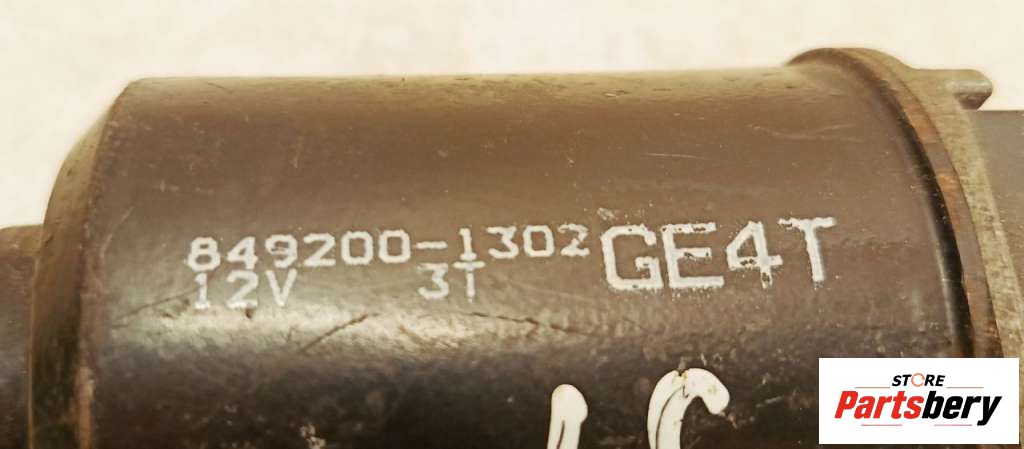 849200-1302 GE4T
12V 3T
STORE
Partsbery